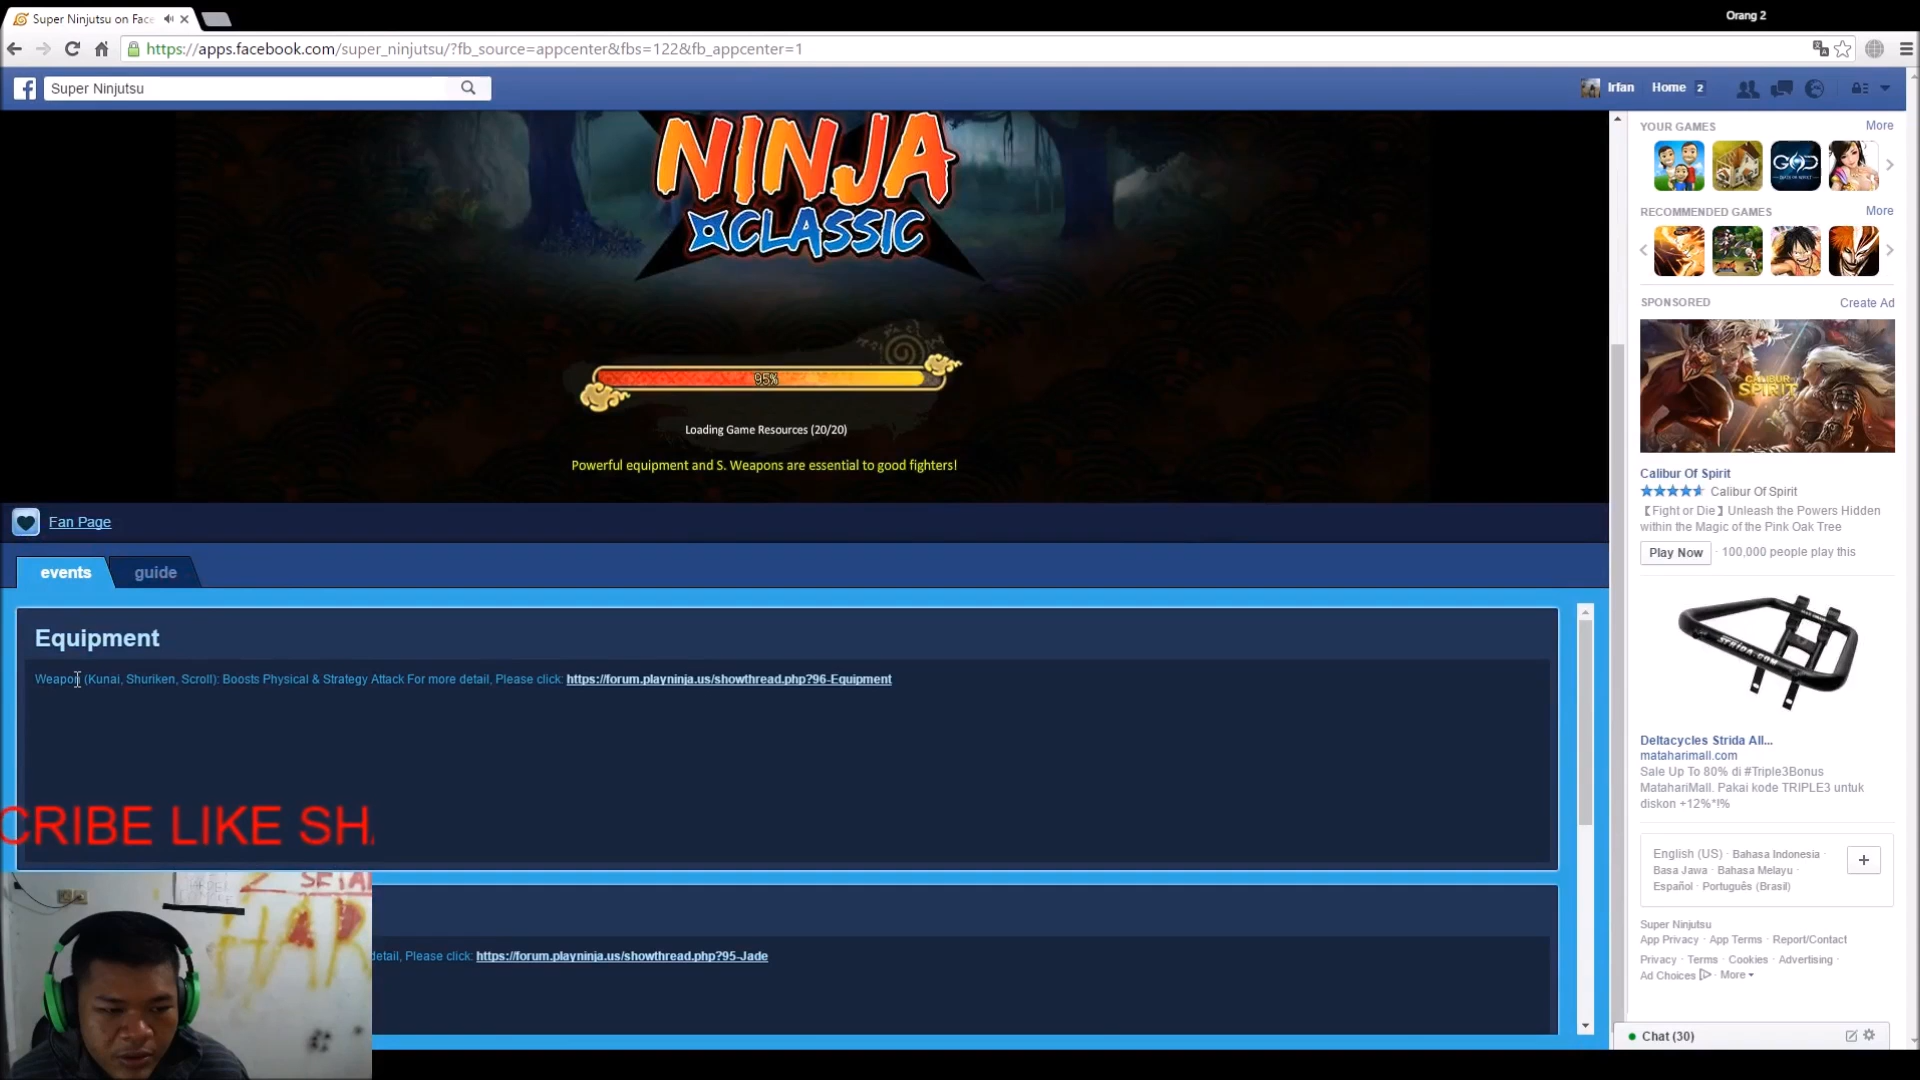 Super Ninjutsu on Face
Orang 2
https://apps.facebook.com/super_ninjutsu/?fb_source=appcenter&fbs=122&fb_appcenter=1
Super Ninjutsu
Irfan
Home 2
NINJA
CLASSIC
95%
Loading Game Resources (20/20)
Powerful equipment and S. Weapons are essential to good fighters!
Fan Page
events
guide
Equipment
Weapon (Kunai, Shuriken, Scroll): Boosts Physical & Strategy Attack For more detail, Please click: https://forum.playninja.us/showthread.php?96-Equipment
CRIBE LIKE SHA
etail, Please click: https://forum.playninja.us/showthread.php?95-Jade
HAR
YOUR GAMES
More
RECOMMENDED GAMES
More
SPONSORED
Create Ad
CALIBUR OF
SPIRIT
Calibur Of Spirit
Calibur Of Spirit
【Fight or Die】Unleash the Powers Hidden
within the Magic of the Pink Oak Tree
Play Now
· 100,000 people play this
STRIDA.COM
Deltacycles Strida All...
mataharimall.com
Sale Up To 80% di #Triple3Bonus
MatahariMall. Pakai kode TRIPLE3 untuk
diskon +12%*!%
English (US) · Bahasa Indonesia ·
Basa Jawa · Bahasa Melayu ·
Español · Português (Brasil)
Super Ninjutsu
App Privacy · App Terms · Report/Contact
Privacy · Terms · Cookies · Advertising ·
Ad Choices · More
Chat (30)